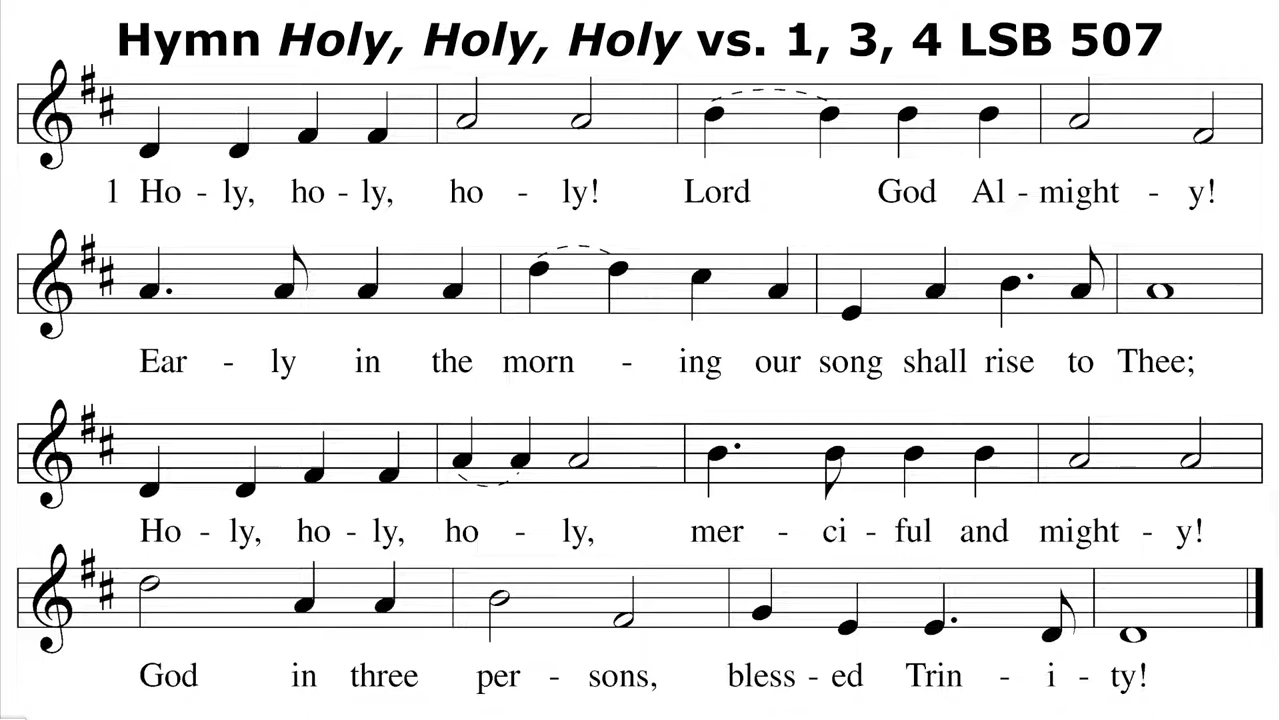 Hymn Holy, Holy, Holy vs. 1, 3, 4 LSB 507
1 Ho - ly, ho - ly, ho - ly! Lord God Al - might - y!
Ear - ly in the morn - ing our song shall rise to Thee;
Ho - ly, ho - ly, ho - ly, mer - ci - ful and might - y!
God in three per - sons, bless - ed Trin - i - ty!